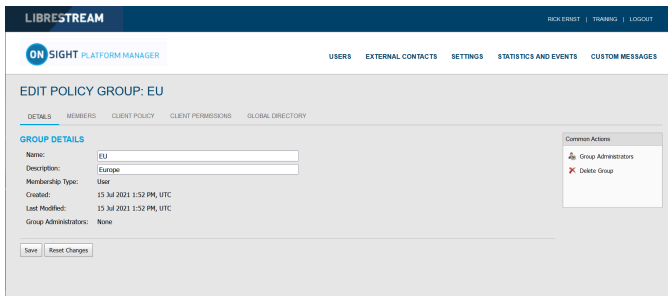 LIBRESTREAM
RICK ERNST | TRAINING | LOGOUT
ON SIGHT PLATFORM MANAGER
USERS EXTERNAL CONTACTS SETTINGS STATISTICS AND EVENTS CUSTOM MESSAGES
EDIT POLICY GROUP: EU
DETAILS MEMBERS CLIENT POLICY CLIENT PERMISSIONS GLOBAL DIRECTORY
GROUP DETAILS
Name: EU
Description: Europe
Membership Type: User
Created: 15 Jul 2021 1:52 PM, UTC
Last Modified: 15 Jul 2021 1:52 PM, UTC
Group Administrators: None
Save Reset Changes
Common Actions
Group Administrators
Delete Group